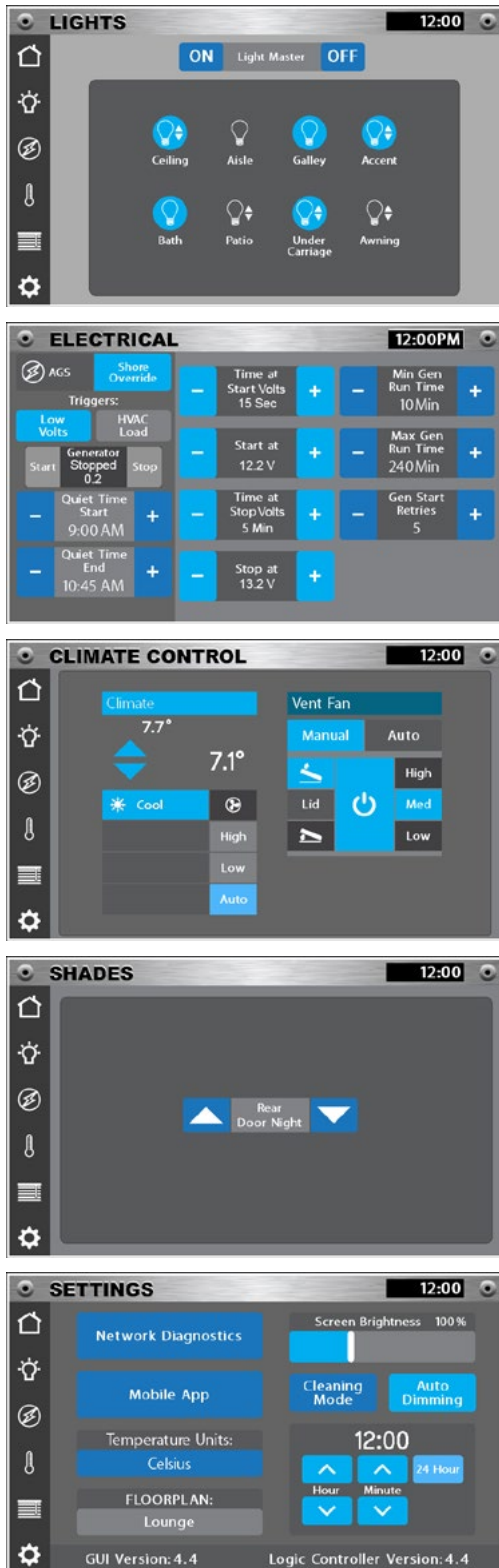 LIGHTS 12:00
ON Light Master OFF
Ceiling Aisle Galley Accent
Bath Patio Under Carriage Awning
ELECTRICAL 12:00PM
AGS Shore Override
Triggers:
Low Volts HVAC Load
Start Generator Stopped 0.2 Stop
− Quiet Time Start 9:00 AM +
− Quiet Time End 10:45 AM +
− Time at Start Volts 15 Sec +
− Start at 12.2 V +
− Time at Stop Volts 5 Min +
− Stop at 13.2 V +
− Min Gen Run Time 10 Min +
− Max Gen Run Time 240 Min +
− Gen Start Retries 5 +
CLIMATE CONTROL 12:00
Climate
7.7°
7.1°
Cool
High
Low
Auto
Vent Fan
Manual Auto
High
Lid Med
Low
SHADES 12:00
Rear
Door Night
SETTINGS 12:00
Network Diagnostics
Mobile App
Temperature Units:
Celsius
FLOORPLAN:
Lounge
Screen Brightness 100%
Cleaning Mode Auto Dimming
12:00
24 Hour
Hour Minute
GUI Version: 4.4 Logic Controller Version: 4.4